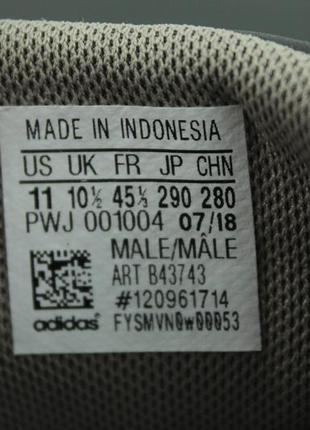 MADE IN INDONESIA
US UK FR JP CHN
11 10½ 45⅓ 290 280
PWJ 001004 07/18
MALE/MÂLE
ART B43743
#120961714
adidas® FYSMVN0w00053